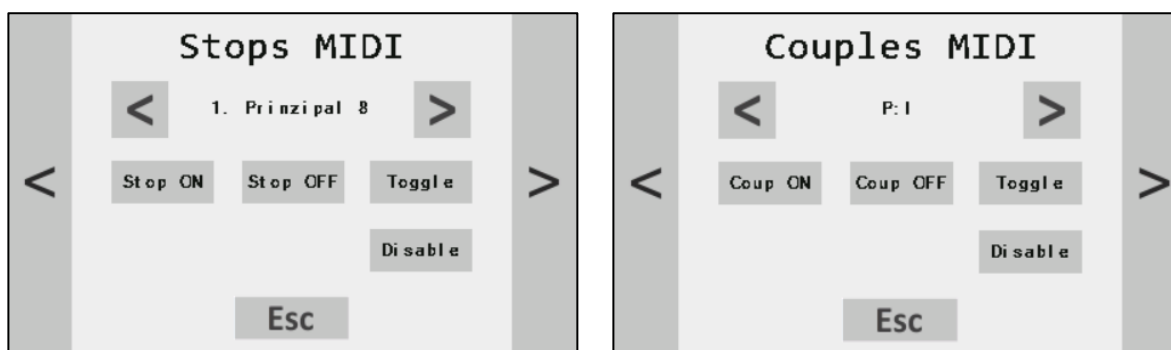 Stops MIDI
< 1. Prinzipal 8 >
< Stop ON Stop OFF Toggle >
Disable
Esc
Couples MIDI
< P:I >
< Coup ON Coup OFF Toggle >
Disable
Esc